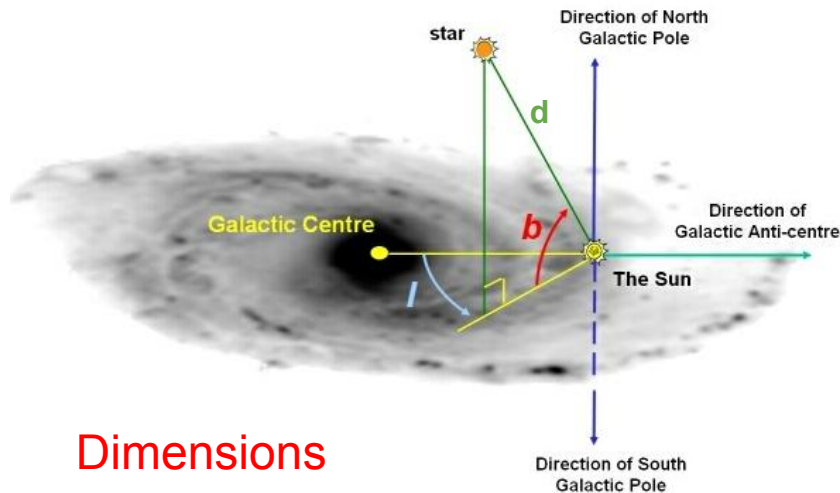 Direction of North
Galactic Pole
star
d
Direction of
Galactic Anti-centre
Galactic Centre
b
The Sun
l
Dimensions
Direction of South
Galactic Pole